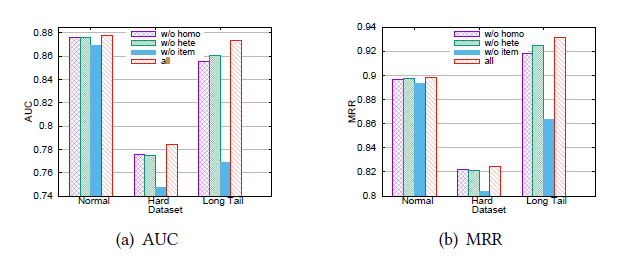 0.88
0.86
0.84
0.82
0.8
0.78
0.76
0.74
AUC
w/o homo
w/o hete
w/o item
all
Normal Hard Long Tail
Dataset
(a) AUC
0.94
0.92
0.9
0.88
0.86
0.84
0.82
0.8
MRR
w/o homo
w/o hete
w/o item
all
Normal Hard Long Tail
Dataset
(b) MRR